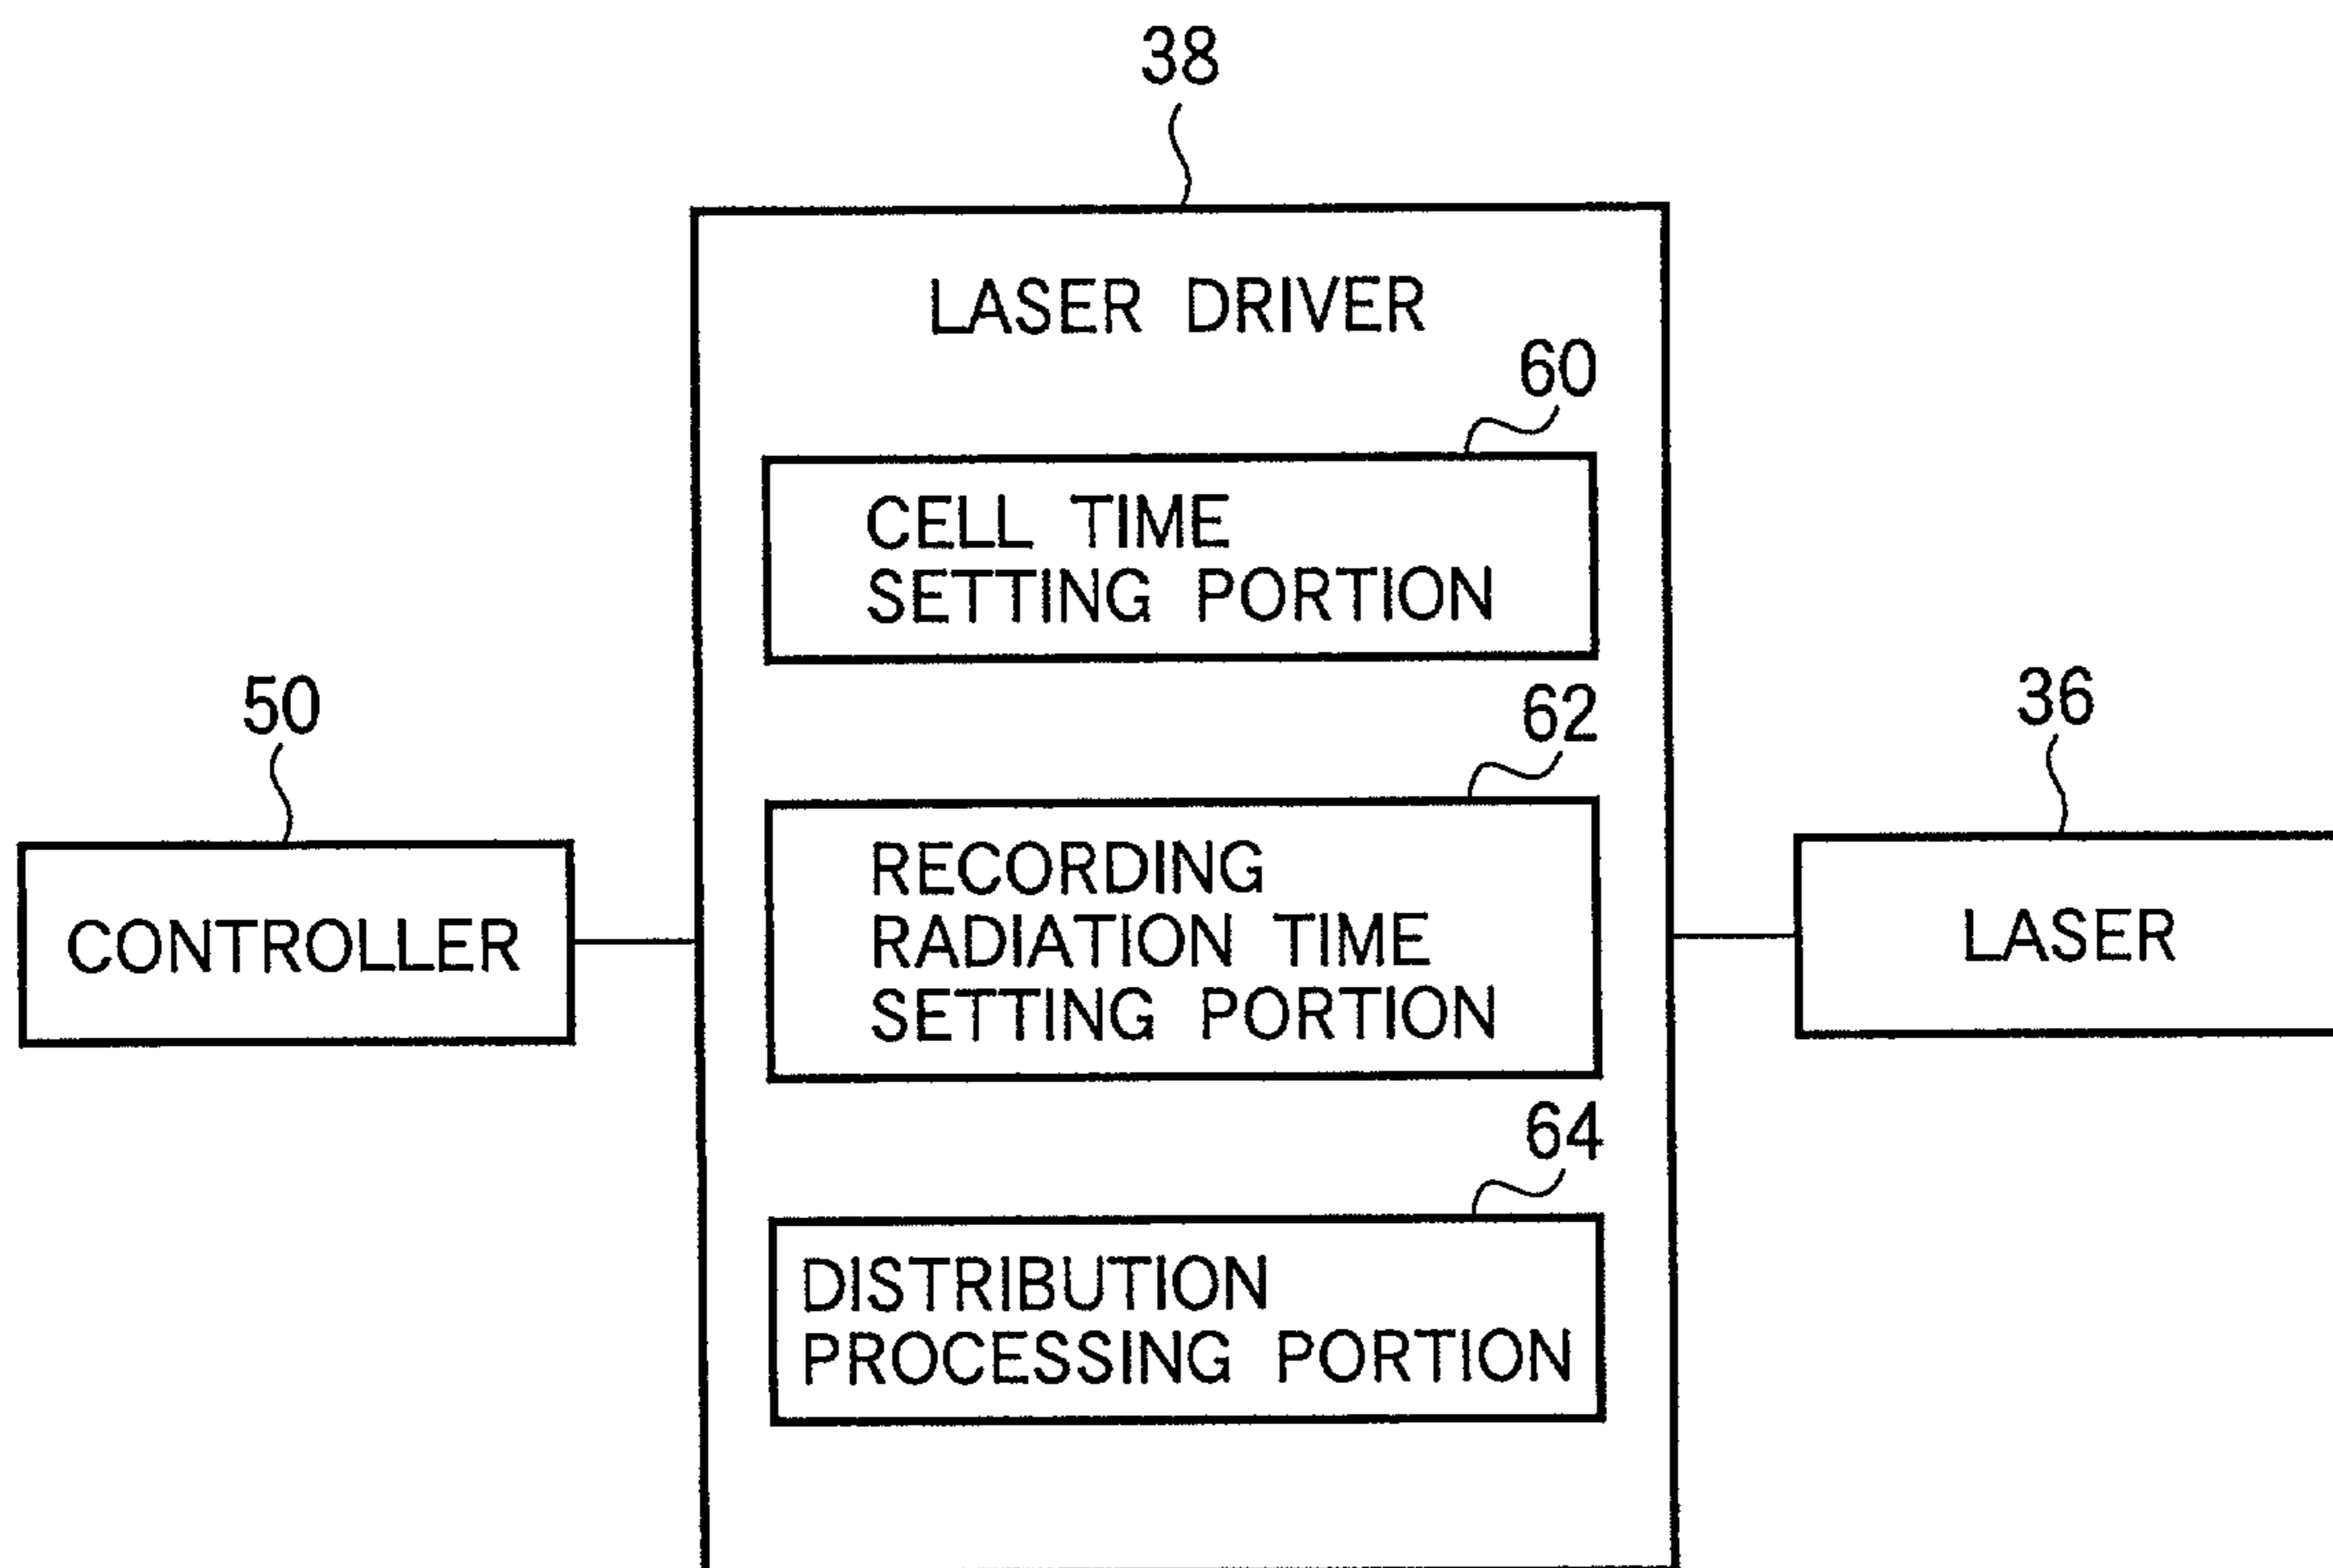 38
LASER DRIVER
60
CELL TIME
SETTING PORTION
50
CONTROLLER
62
RECORDING
RADIATION TIME
SETTING PORTION
36
LASER
64
DISTRIBUTION
PROCESSING PORTION